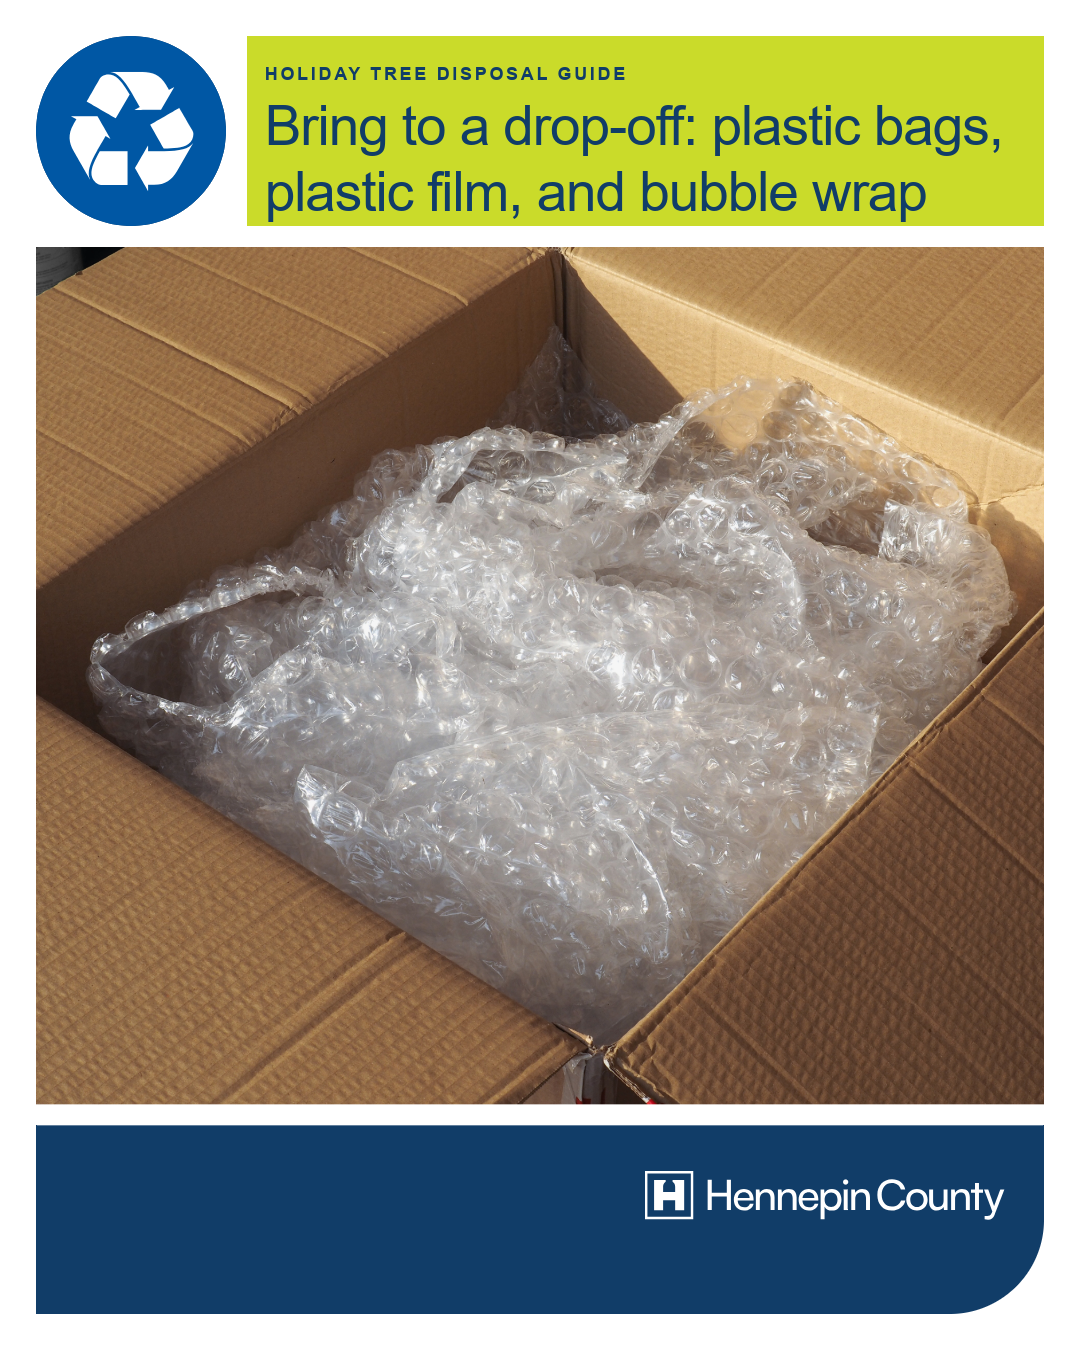 HOLIDAY TREE DISPOSAL GUIDE
Bring to a drop-off: plastic bags,
plastic film, and bubble wrap
H Hennepin County